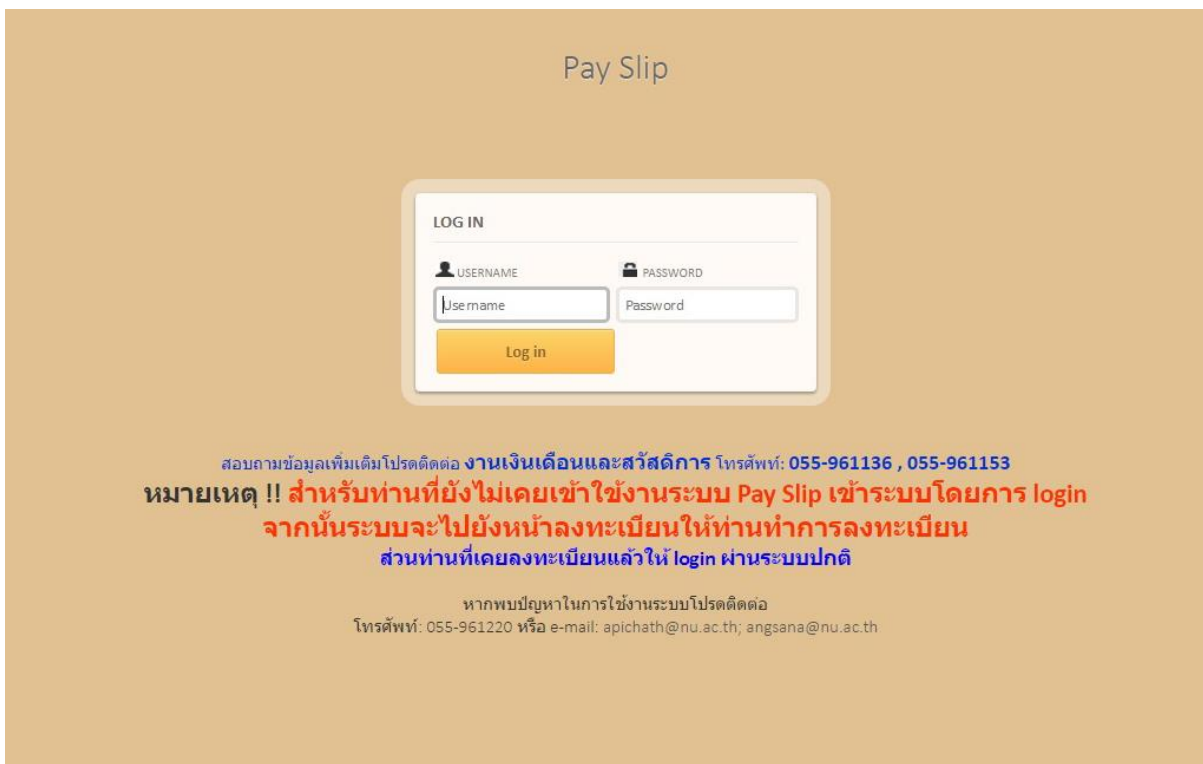 Pay Slip
LOG IN
USERNAME PASSWORD
Username Password
Log in
สอบถามข้อมูลเพิ่มเติมโปรดติดต่อ งานเงินเดือนและสวัสดิการ โทรศัพท์: 055-961136 , 055-961153
หมายเหตุ !! สำหรับท่านที่ยังไม่เคยเข้าใช้งานระบบ Pay Slip เข้าระบบโดยการ login
จากนั้นระบบจะไปยังหน้าลงทะเบียนให้ท่านทำการลงทะเบียน
ส่วนท่านที่เคยลงทะเบียนแล้วให้ login ผ่านระบบปกติ
หากพบปัญหาในการใช้งานระบบโปรดติดต่อ
โทรศัพท์: 055-961220 หรือ e-mail: apichath@nu.ac.th; angsana@nu.ac.th